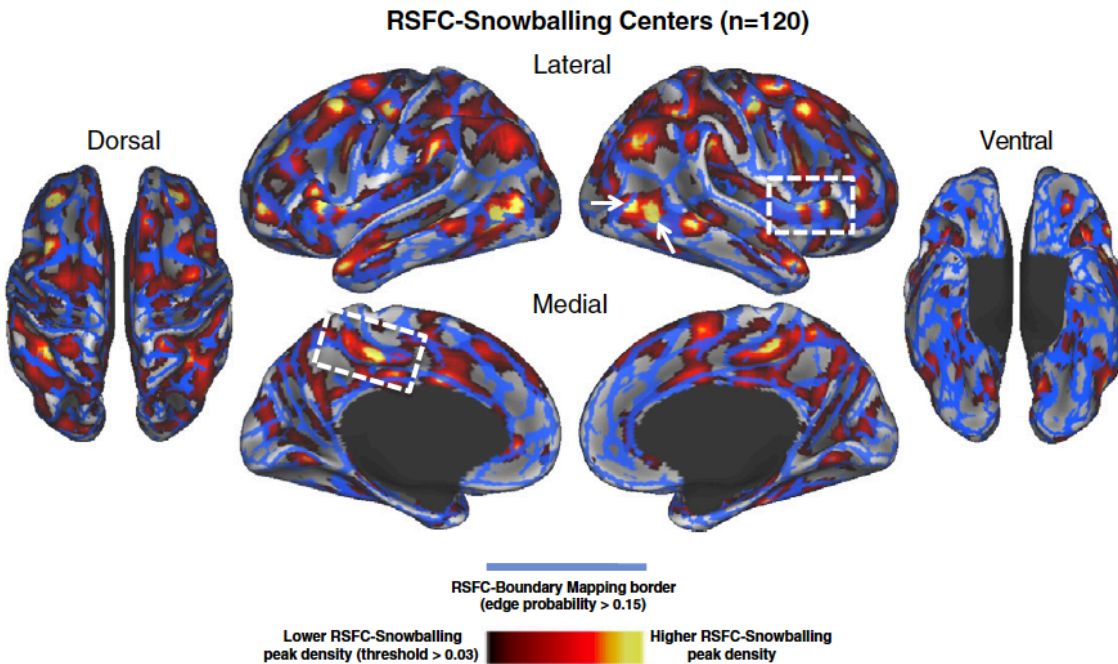 RSFC-Snowballing Centers (n=120)
Lateral
Dorsal
Ventral
Medial
RSFC-Boundary Mapping border
(edge probability > 0.15)
Lower RSFC-Snowballing
peak density (threshold > 0.03)
Higher RSFC-Snowballing
peak density